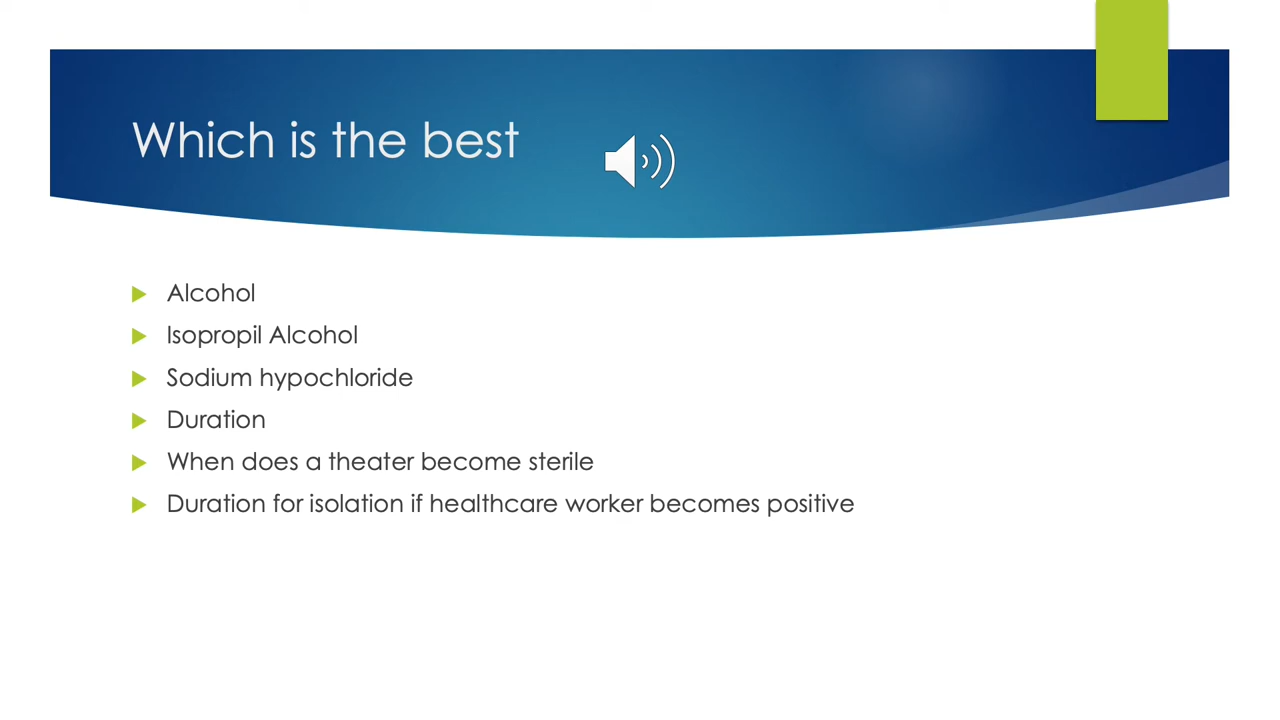 Which is the best
Alcohol
Isopropil Alcohol
Sodium hypochloride
Duration
When does a theater become sterile
Duration for isolation if healthcare worker becomes positive